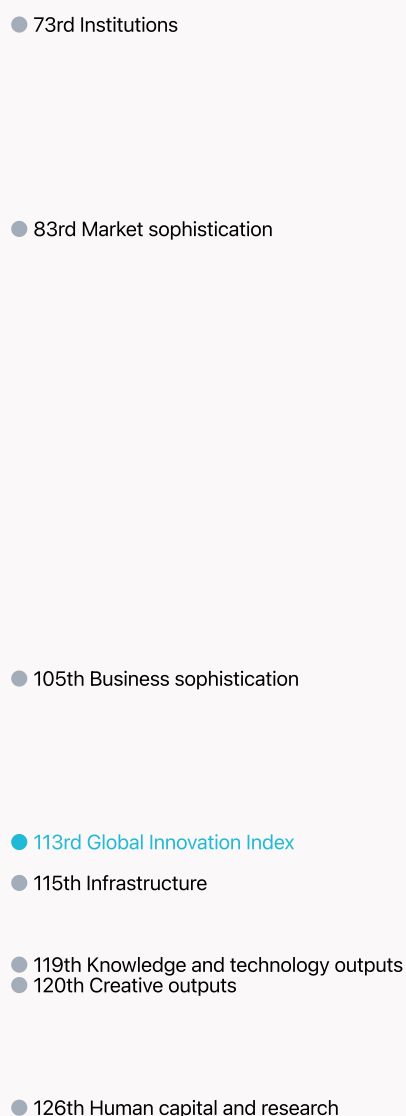 73rd Institutions
83rd Market sophistication
105th Business sophistication
113rd Global Innovation Index
115th Infrastructure
119th Knowledge and technology outputs
120th Creative outputs
126th Human capital and research